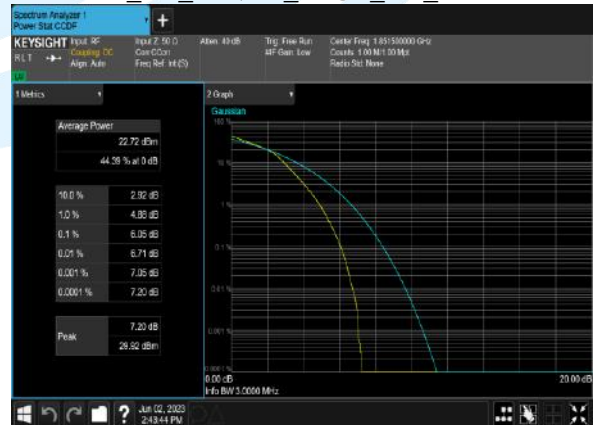 Spectrum Analyzer 1
Power Stat CCDF
+
KEYSIGHT
RLT
Input: RF
Coupling: DC
Align: Auto
Input Z: 50 Ω
Corr CCorr
Freq Ref: Int (S)
Atten: 40 dB
Trig: Free Run
#IF Gain: Low
Center Freq: 1.851500000 GHz
Counts: 1.00 M/1.00 Mpt
Radio Std: None
1 Metrics
Average Power
22.72 dBm
44.39 % at 0 dB
10.0 % 2.92 dB
1.0 % 4.88 dB
0.1 % 6.05 dB
0.01 % 6.71 dB
0.001 % 7.05 dB
0.0001 % 7.20 dB
Peak
7.20 dB
29.92 dBm
2 Graph
Gaussian
100 %
10 %
1 %
0.1 %
0.01 %
0.001 %
0.0001 %
0.00 dB
20.00 dB
Info BW 3.0000 MHz
?
Jun 02, 2023
2:43:44 PM